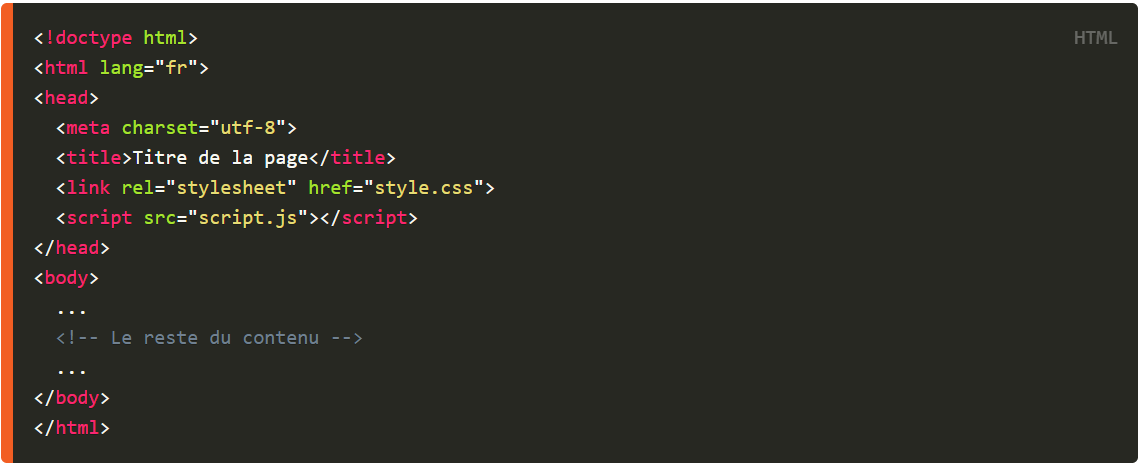 <!doctype html>
HTML
<html lang="fr">
<head>
  <meta charset="utf-8">
  <title>Titre de la page</title>
  <link rel="stylesheet" href="style.css">
  <script src="script.js"></script>
</head>
<body>
  ...
  <!-- Le reste du contenu -->
  ...
</body>
</html>